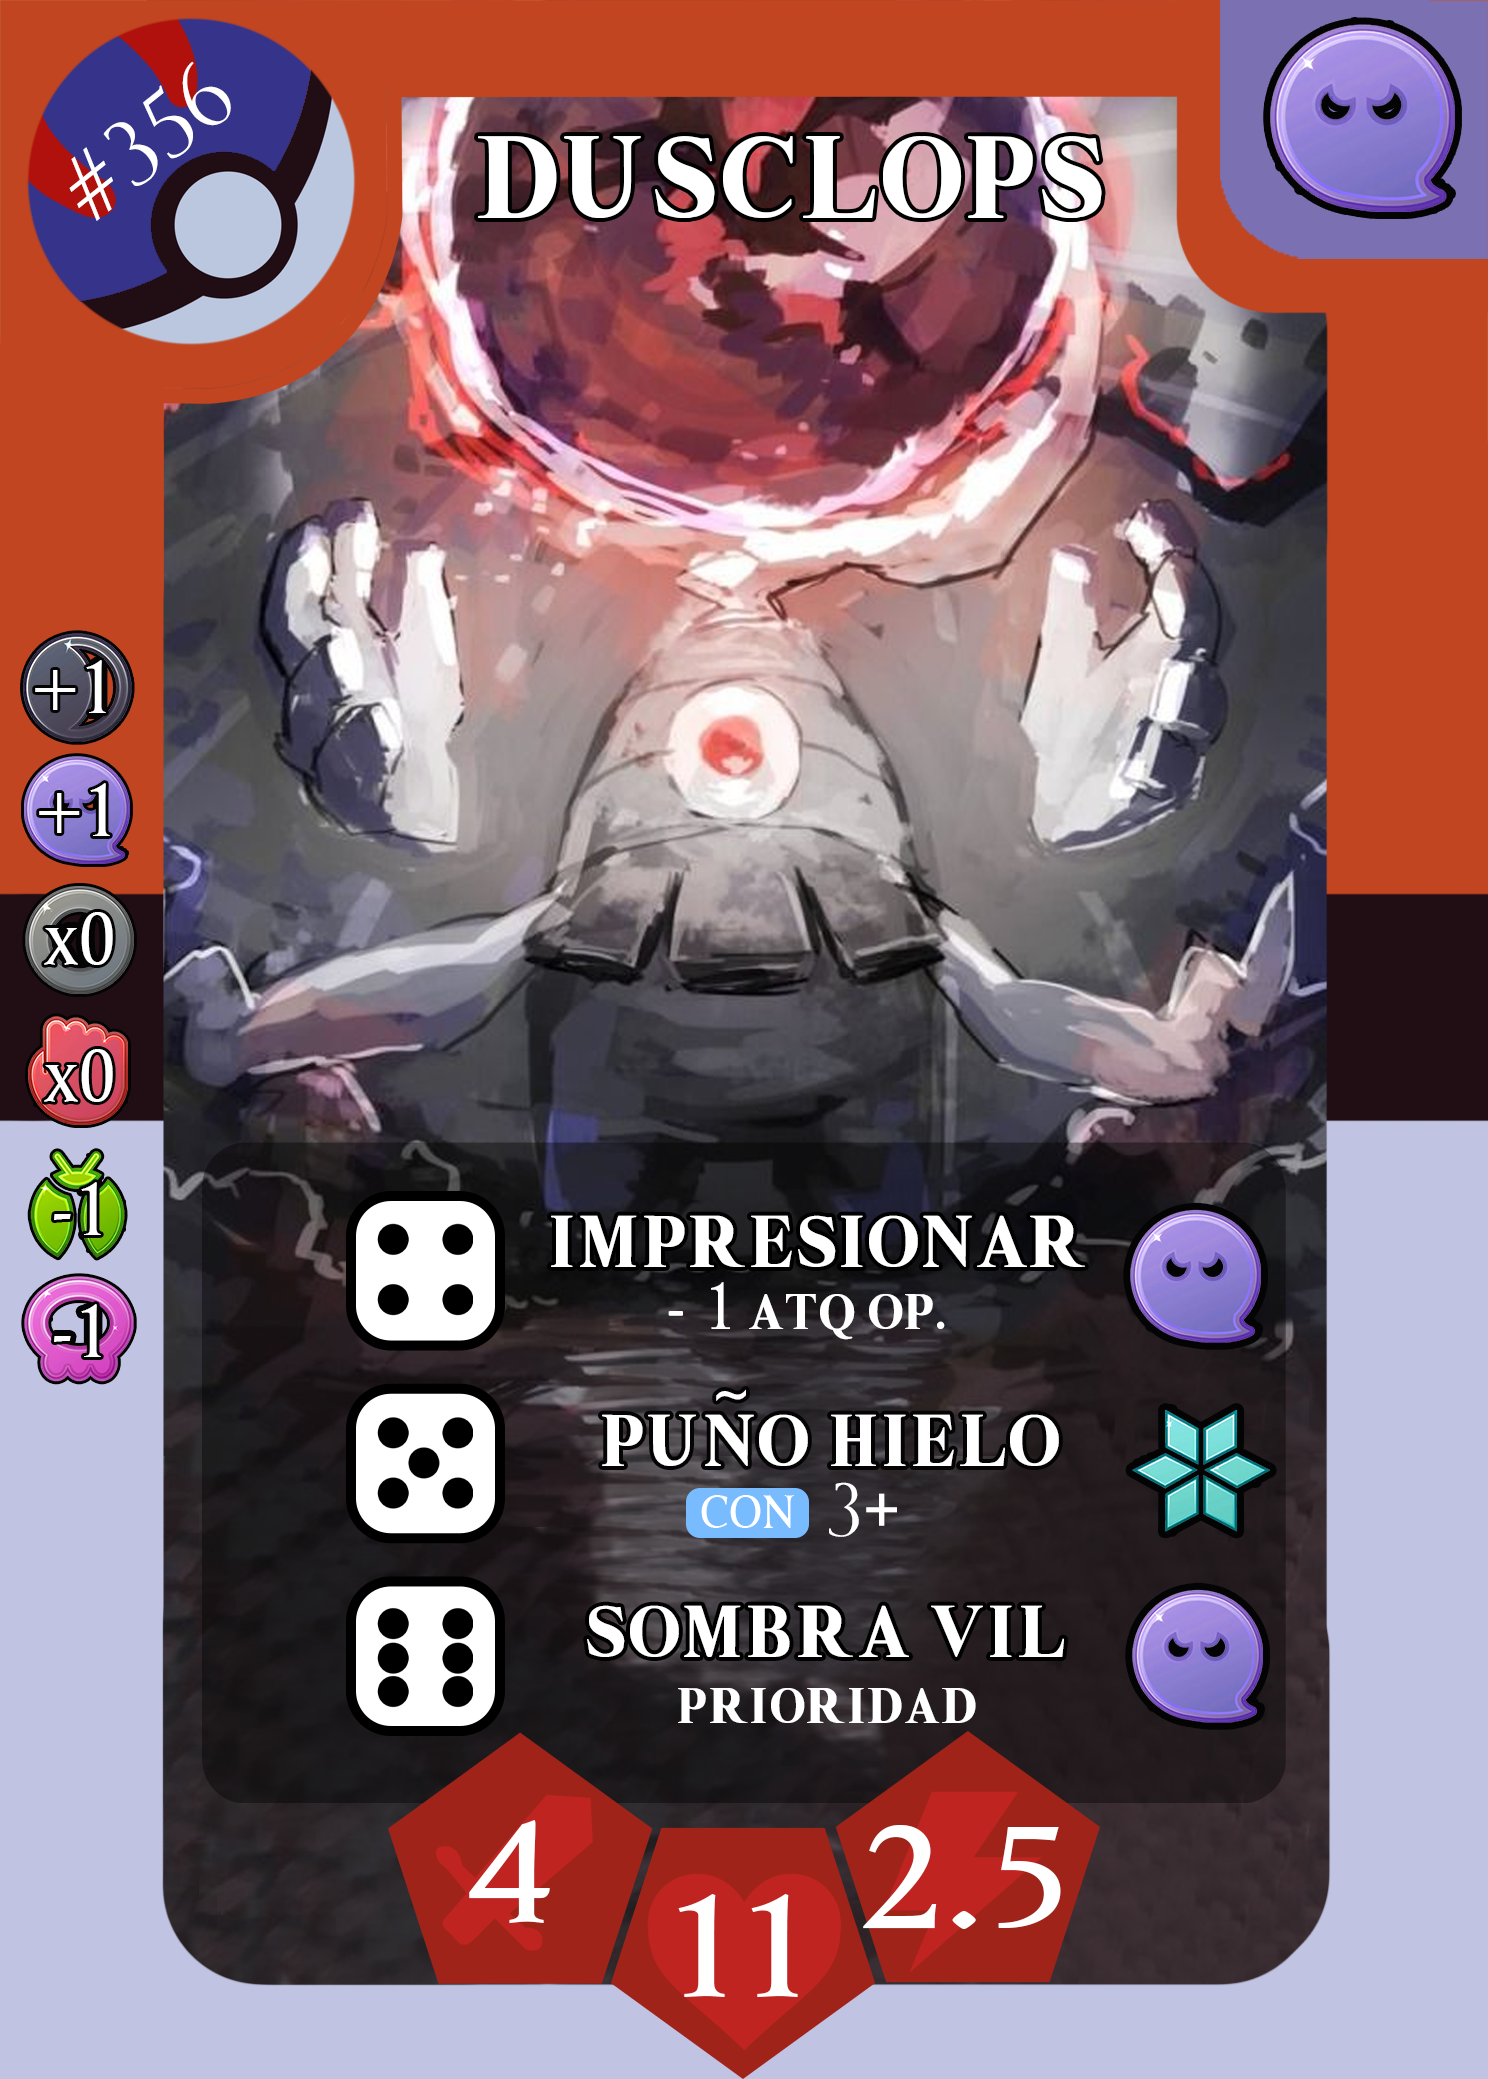 #356
DUSCLOPS
+1
+1
x0
x0
-1
-1
IMPRESIONAR
- 1 ATQ OP.
PUÑO HIELO
CON 3+
SOMBRA VIL
PRIORIDAD
4
11
2.5